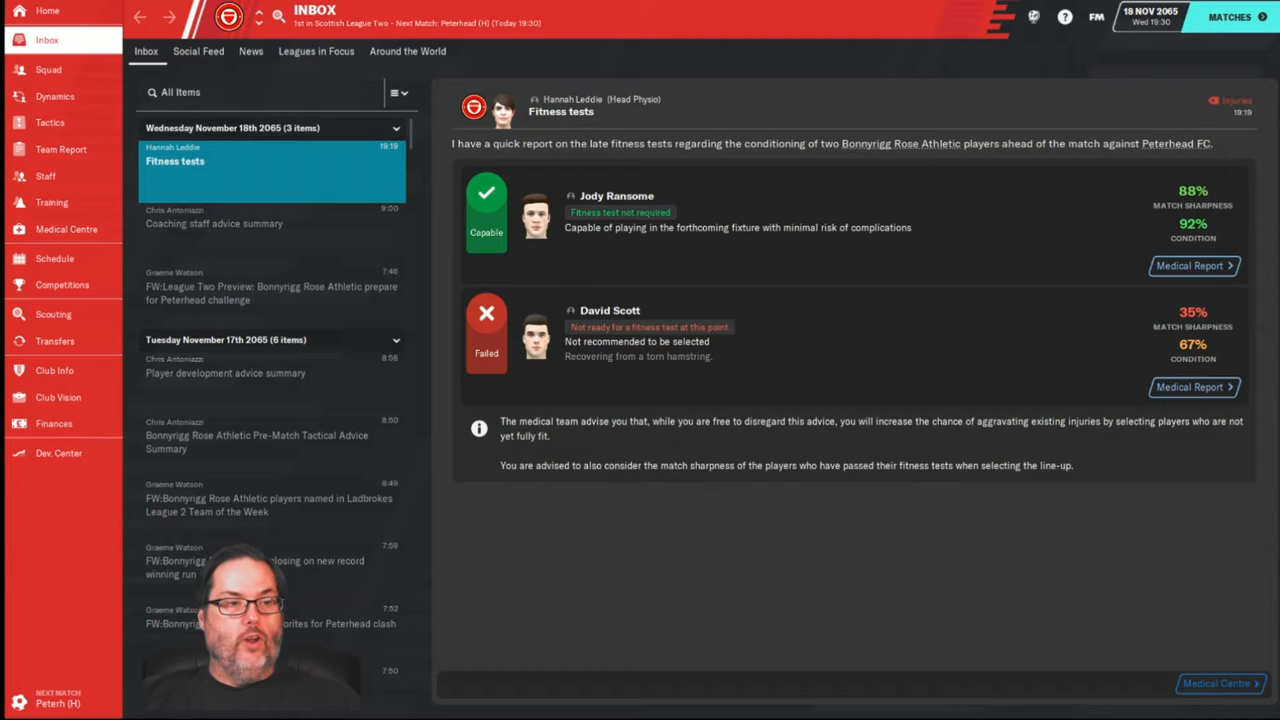 Home
INBOX
1st in Scottish League Two - Next Match: Peterhead (H) (Today 19:30)
FM
18 NOV 2065
Wed 19:30
MATCHES
Inbox
Squad
Dynamics
Tactics
Team Report
Staff
Training
Medical Centre
Schedule
Competitions
Scouting
Transfers
Club Info
Club Vision
Finances
Dev. Center
NEXT MATCH
Peterh (H)
Inbox
Social Feed
News
Leagues in Focus
Around the World
All Items
Wednesday November 18th 2065 (3 items)
Hannah Leddie 19:19
Fitness tests
Chris Antoniazzi 9:00
Coaching staff advice summary
Graeme Watson 7:46
FW:League Two Preview: Bonnyrigg Rose Athletic prepare
for Peterhead challenge
Tuesday November 17th 2065 (6 items)
Chris Antoniazzi 8:58
Player development advice summary
Chris Antoniazzi 8:50
Bonnyrigg Rose Athletic Pre-Match Tactical Advice
Summary
Graeme Watson 8:49
FW:Bonnyrigg Rose Athletic players named in Ladbrokes
League 2 Team of the Week
Graeme Watson 7:59
FW:Bonnyrigg closing on new record
winning run
Graeme 7:52
for Peterhead clash
7:50
Hannah Leddie (Head Physio)
Fitness tests
Injuries
19:19
I have a quick report on the late fitness tests regarding the conditioning of two Bonnyrigg Rose Athletic players ahead of the match against Peterhead FC.
Capable
Jody Ransome
Fitness test not required
Capable of playing in the forthcoming fixture with minimal risk of complications
88%
MATCH SHARPNESS
92%
CONDITION
Medical Report
Failed
David Scott
Not ready for a fitness test at this point
Not recommended to be selected
Recovering from a torn hamstring.
35%
MATCH SHARPNESS
67%
CONDITION
Medical Report
The medical team advise you that, while you are free to disregard this advice, you will increase the chance of aggravating existing injuries by selecting players who are not
yet fully fit.
You are advised to also consider the match sharpness of the players who have passed their fitness tests when selecting the line-up.
Medical Centre